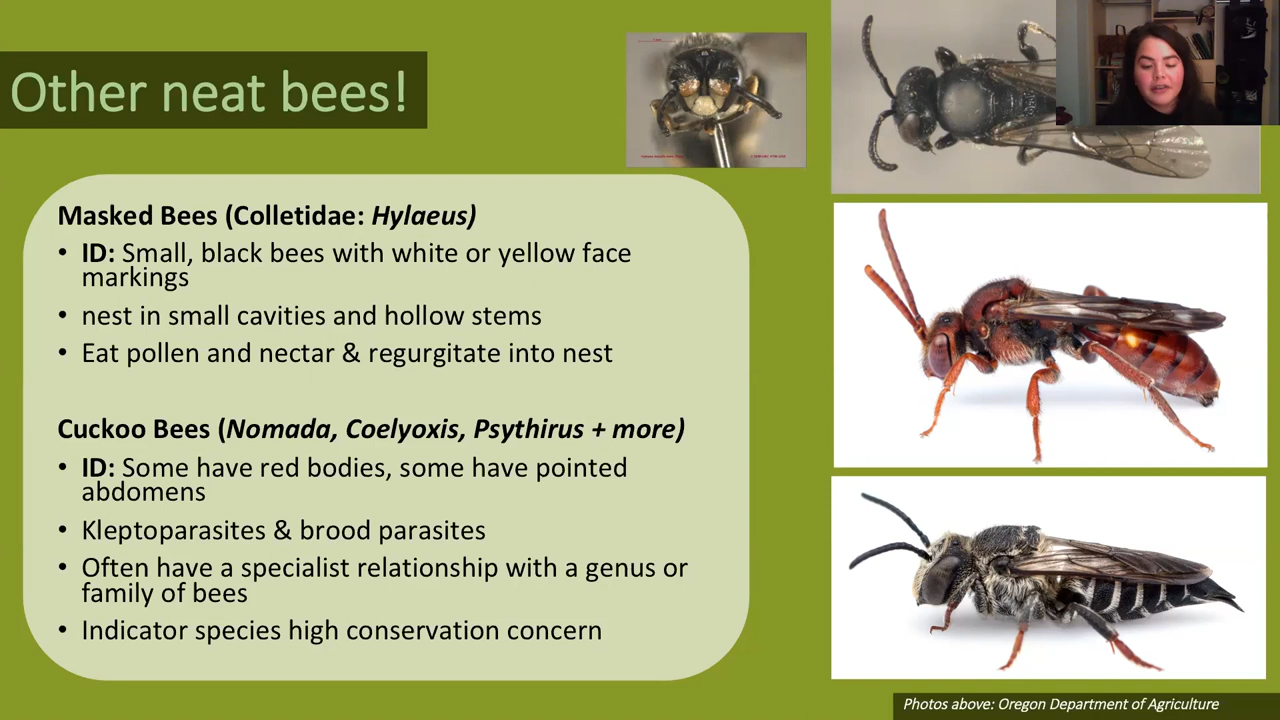 Other neat bees!
Masked Bees (Colletidae: Hylaeus)
• ID: Small, black bees with white or yellow face
markings
• nest in small cavities and hollow stems
• Eat pollen and nectar & regurgitate into nest
Cuckoo Bees (Nomada, Coelyoxis, Psythirus + more)
• ID: Some have red bodies, some have pointed
abdomens
• Kleptoparasites & brood parasites
• Often have a specialist relationship with a genus or
family of bees
• Indicator species high conservation concern
Photos above: Oregon Department of Agriculture